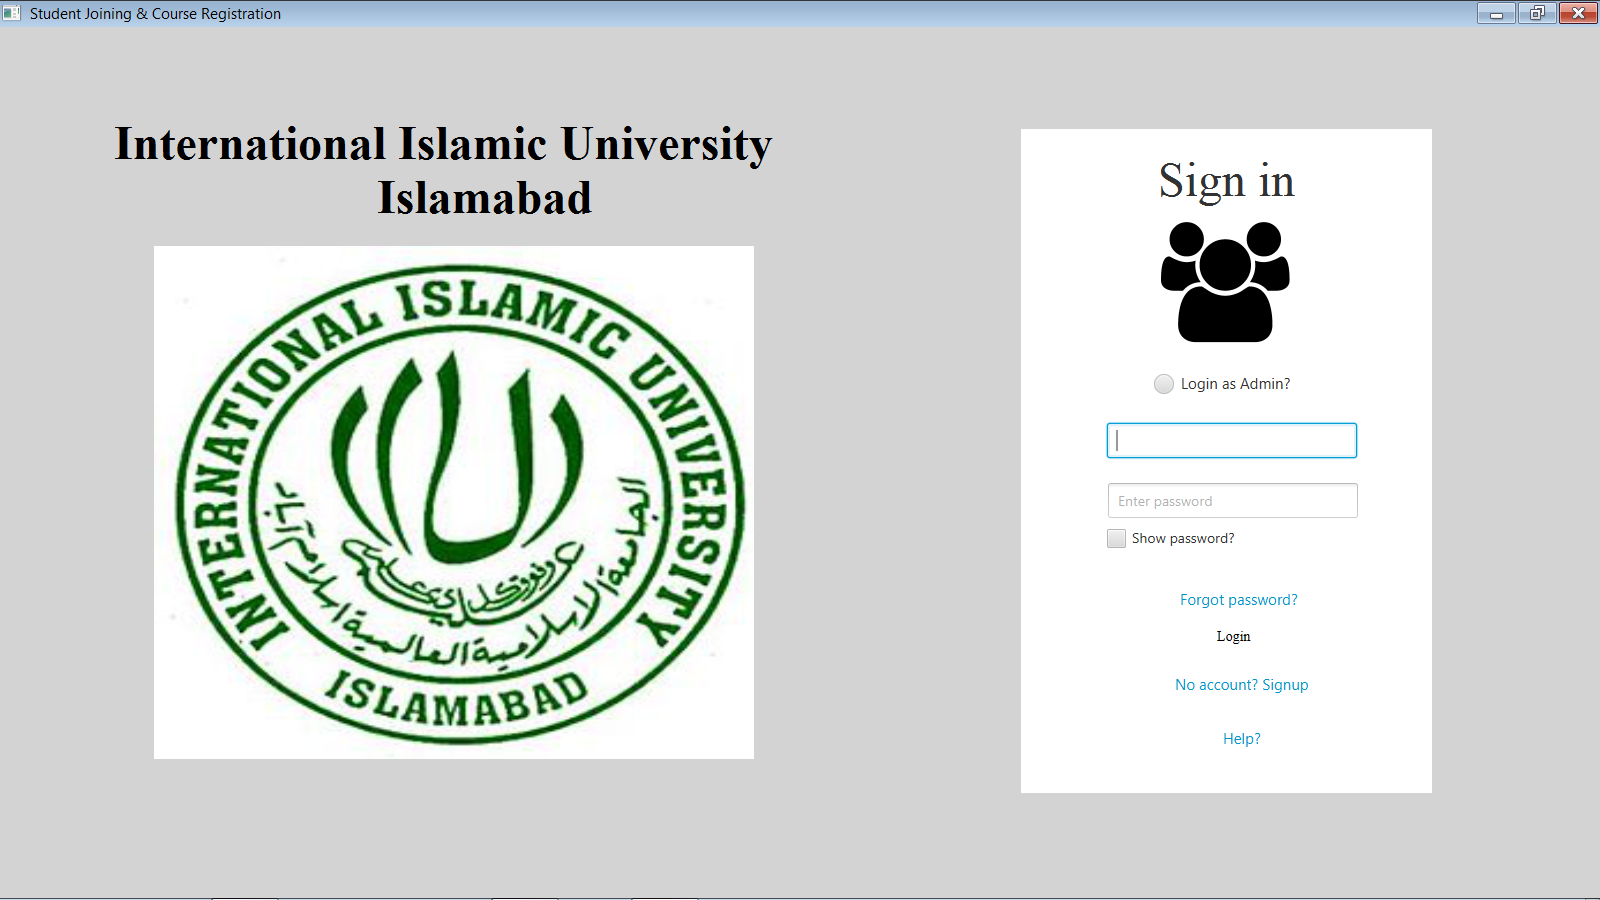 Student Joining & Course Registration
International Islamic University
Islamabad
INTERNATIONAL ISLAMIC UNIVERSITY
ISLAMABAD
الجامعة الإسلامية العالمية اسلام آباد
Sign in
Login as Admin?
Enter password
Show password?
Forgot password?
Login
No account? Signup
Help?